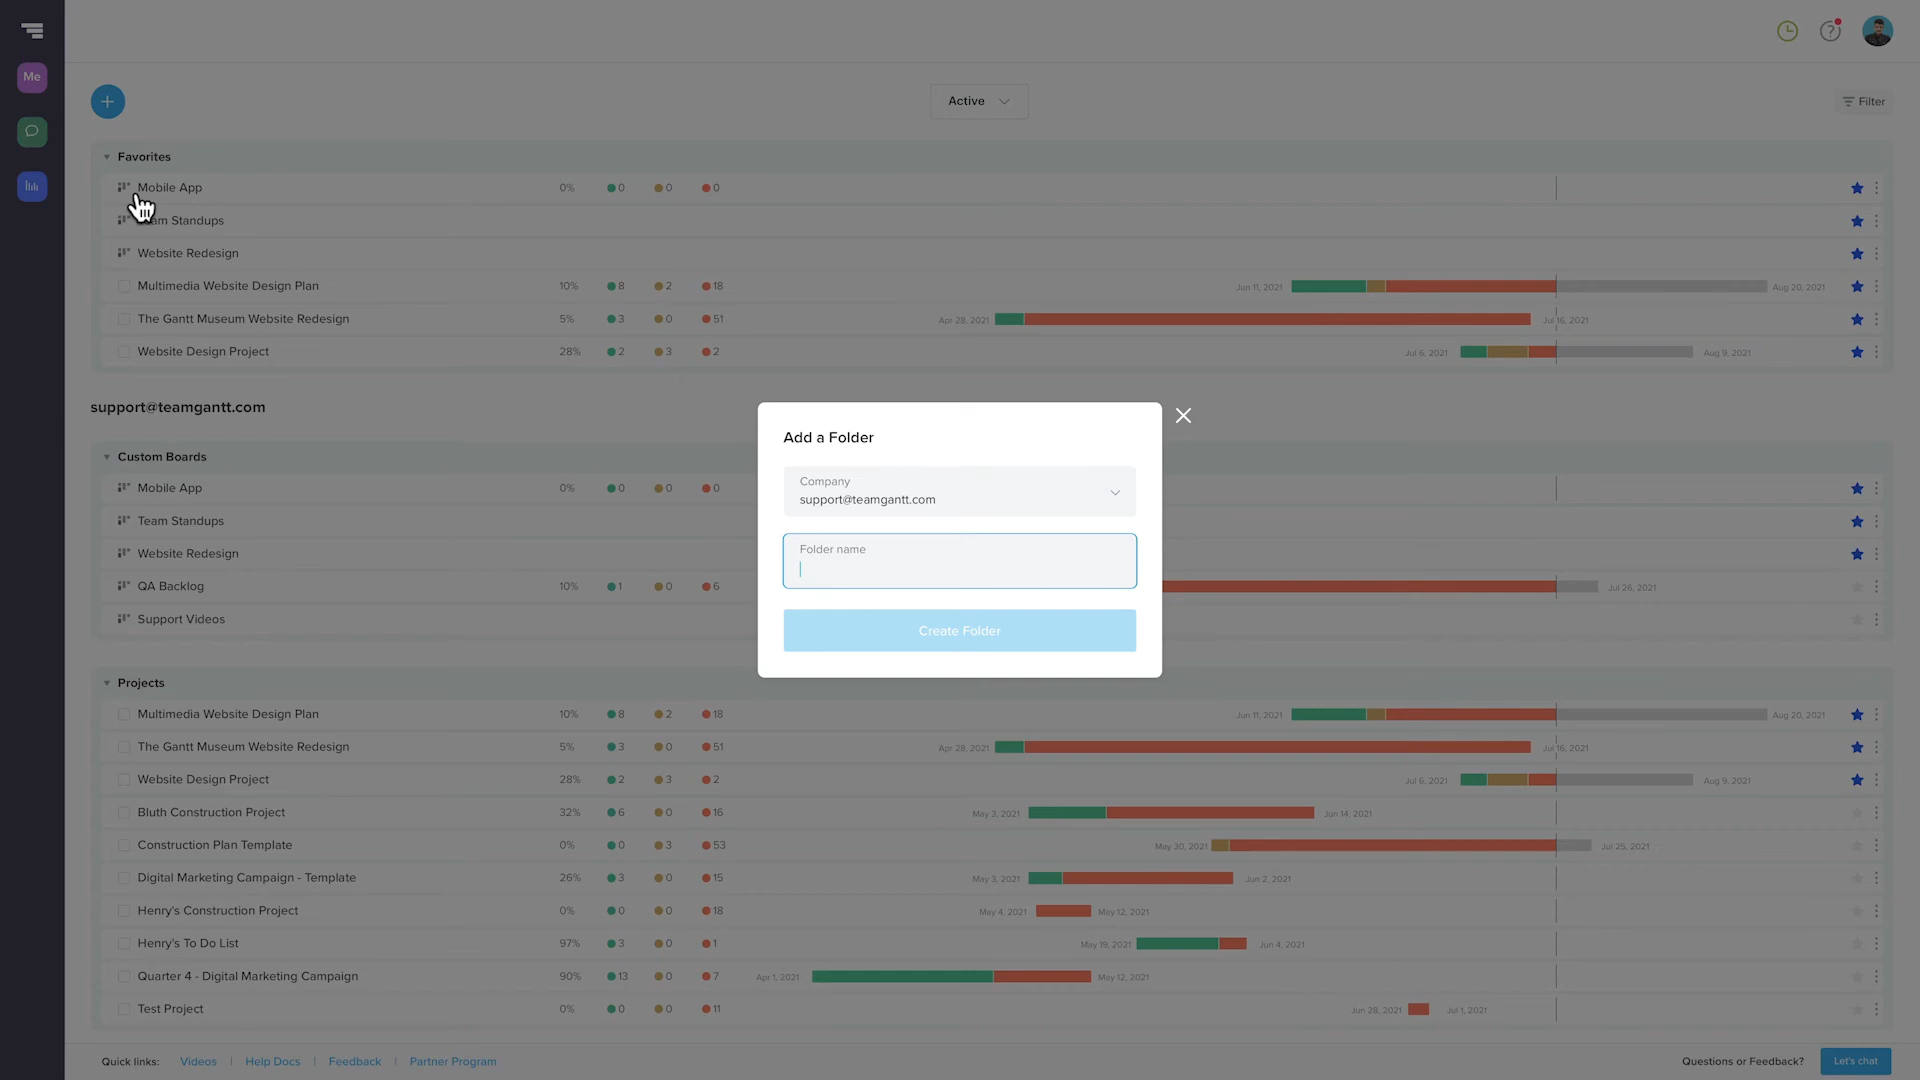 Me
Active
Filter
Favorites
Mobile App 0% 0 0 0
am Standups
Website Redesign
Multimedia Website Design Plan 10% 8 2 18 Jun 11, 2021 Aug 20, 2021
The Gantt Museum Website Redesign 5% 3 0 51 Apr 28, 2021 Jul 16, 2021
Website Design Project 28% 2 3 2 Jul 6, 2021 Aug 9, 2021
support@teamgantt.com
Add a Folder
Company
support@teamgantt.com
Folder name
Create Folder
Custom Boards
Mobile App 0% 0 0 0
Team Standups
Website Redesign
QA Backlog 10% 1 0 6 Jul 26, 2021
Support Videos
Projects
Multimedia Website Design Plan 10% 8 2 18 Jun 11, 2021 Aug 20, 2021
The Gantt Museum Website Redesign 5% 3 0 51 Apr 28, 2021 Jul 16, 2021
Website Design Project 28% 2 3 2 Jul 6, 2021 Aug 9, 2021
Bluth Construction Project 32% 6 0 16 May 3, 2021 Jun 14, 2021
Construction Plan Template 0% 0 3 53 May 30, 2021 Jul 25, 2021
Digital Marketing Campaign - Template 26% 3 0 15 May 3, 2021 Jun 2, 2021
Henry's Construction Project 0% 0 0 18 May 4, 2021 May 12, 2021
Henry's To Do List 97% 3 0 1 May 19, 2021 Jun 4, 2021
Quarter 4 - Digital Marketing Campaign 90% 13 0 7 Apr 1, 2021 May 12, 2021
Test Project 0% 0 0 11 Jun 28, 2021 Jul 1, 2021
Quick links: Videos | Help Docs | Feedback | Partner Program
Questions or Feedback? Let's chat